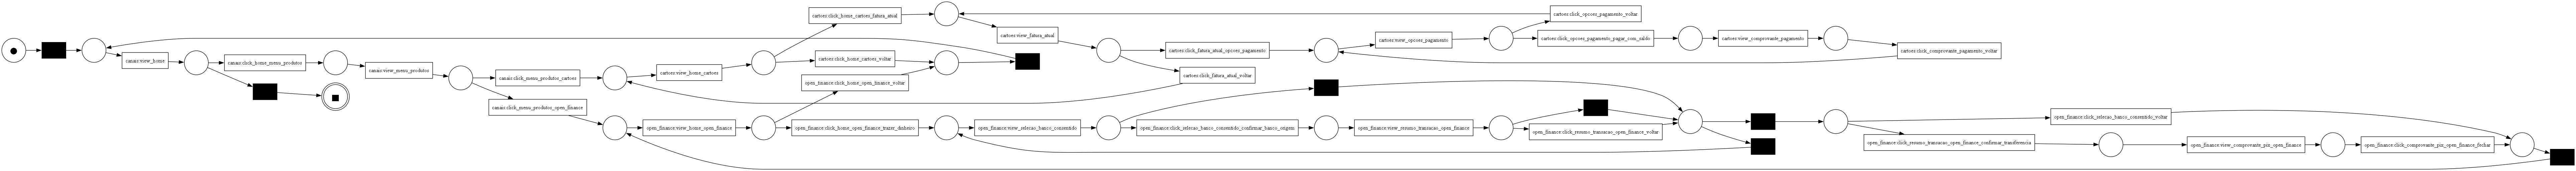 canais:view_home
canais:click_home_menu_produtos
canais:view_menu_produtos
canais:click_menu_produtos_cartoes
canais:click_menu_produtos_open_finance
cartoes:view_home_cartoes
cartoes:click_home_cartoes_fatura_atual
cartoes:click_home_cartoes_voltar
open_finance:click_home_open_finance_voltar
open_finance:view_home_open_finance
open_finance:click_home_open_finance_trazer_dinheiro
cartoes:view_fatura_atual
cartoes:click_fatura_atual_opcoes_pagamento
cartoes:click_fatura_atual_voltar
open_finance:view_selecao_banco_consentido
open_finance:click_selecao_banco_consentido_confirmar_banco_origem
cartoes:view_opcoes_pagamento
open_finance:view_resumo_transacao_open_finance
cartoes:click_opcoes_pagamento_voltar
cartoes:click_opcoes_pagamento_pagar_com_saldo
open_finance:click_resumo_transacao_open_finance_voltar
cartoes:view_comprovante_pagamento
cartoes:click_comprovante_pagamento_voltar
open_finance:click_selecao_banco_consentido_voltar
open_finance:click_resumo_transacao_open_finance_confirmar_transferencia
open_finance:view_comprovante_pix_open_finance
open_finance:click_comprovante_pix_open_finance_fechar